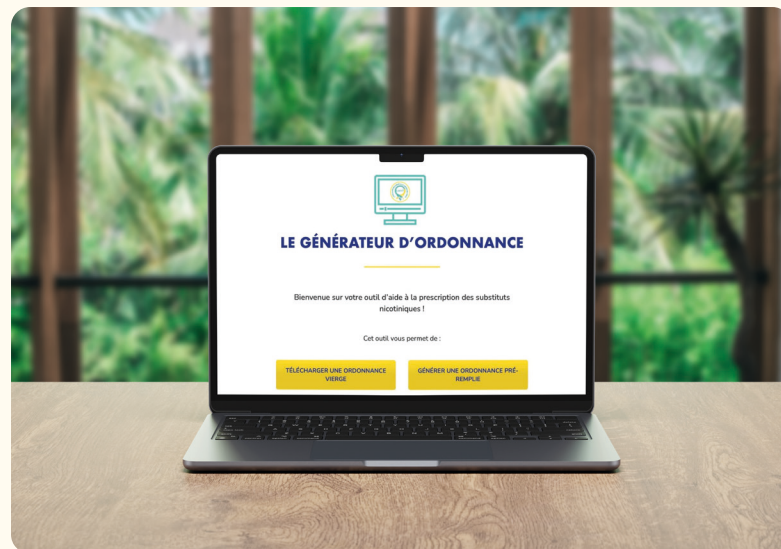 LE GÉNÉRATEUR D'ORDONNANCE
Bienvenue sur votre outil d'aide à la prescription des substituts
nicotiniques !
Cet outil vous permet de :
TÉLÉCHARGER UNE ORDONNANCE
VIERGE
GÉNÉRER UNE ORDONNANCE PRÉ-
REMPLIE